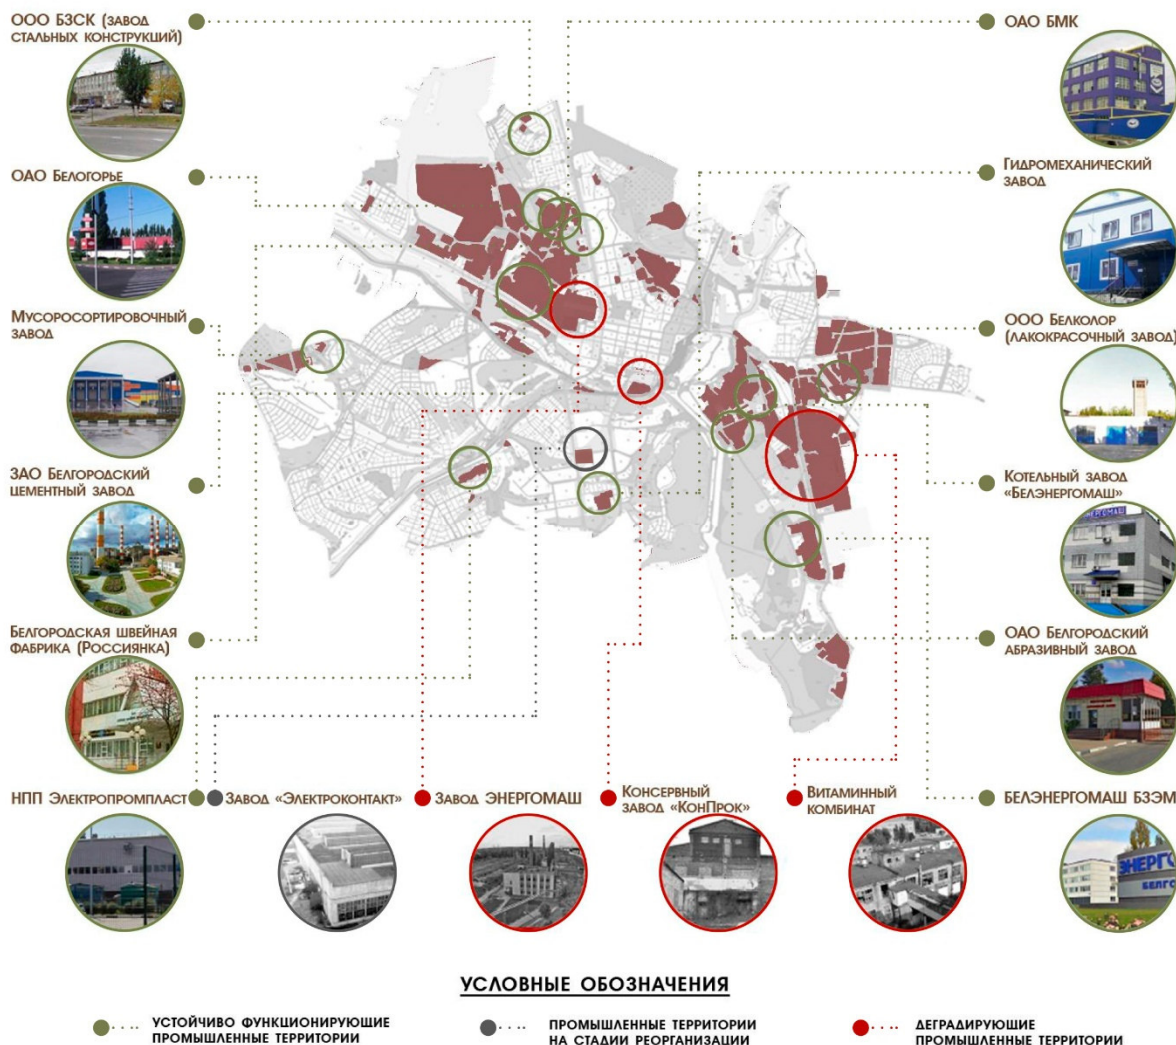 ООО БЗСК (ЗАВОД
СТАЛЬНЫХ КОНСТРУКЦИЙ)
ОАО БМК
ОАО БЕЛОГОРЬЕ
ГИДРОМЕХАНИЧЕСКИЙ
ЗАВОД
МУСОРОСОРТИРОВОЧНЫЙ
ЗАВОД
ООО БЕЛКОЛОР
(ЛАКОКРАСОЧНЫЙ ЗАВОД)
ЗАО БЕЛГОРОДСКИЙ
ЦЕМЕНТНЫЙ ЗАВОД
КОТЕЛЬНЫЙ ЗАВОД
«БЕЛЭНЕРГОМАШ»
ЭНЕРГОМАШ
БЕЛГОРОДСКАЯ ШВЕЙНАЯ
ФАБРИКА (РОССИЯНКА)
ОАО БЕЛГОРОДСКИЙ
АБРАЗИВНЫЙ ЗАВОД
НПП ЭЛЕКТРОПРОМПЛАСТ
ЗАВОД «ЭЛЕКТРОКОНТАКТ»
ЗАВОД ЭНЕРГОМАШ
КОНСЕРВНЫЙ
ЗАВОД «КОНПРОК»
ВИТАМИННЫЙ
КОМБИНАТ
БЕЛЭНЕРГОМАШ БЗЭМ
ЭНЕРГО
БЕЛГО
УСЛОВНЫЕ ОБОЗНАЧЕНИЯ
УСТОЙЧИВО ФУНКЦИОНИРУЮЩИЕ
ПРОМЫШЛЕННЫЕ ТЕРРИТОРИИ
ПРОМЫШЛЕННЫЕ ТЕРРИТОРИИ
НА СТАДИИ РЕОРГАНИЗАЦИИ
ДЕГРАДИРУЮЩИЕ
ПРОМЫШЛЕННЫЕ ТЕРРИТОРИИ